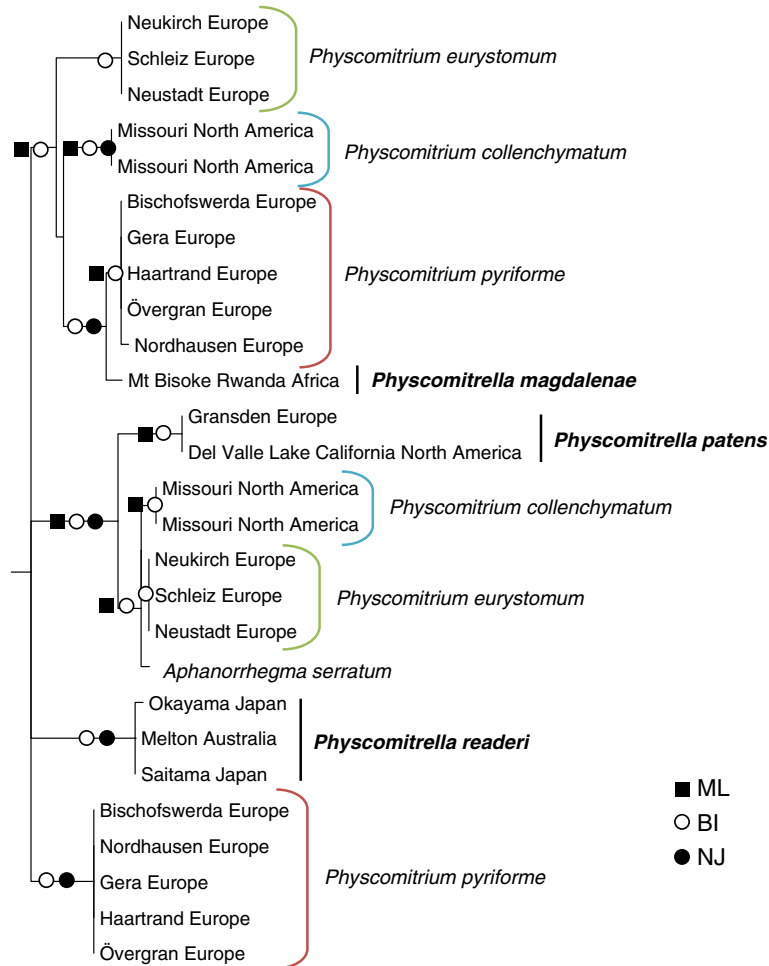 Neukirch Europe
Schleiz Europe
Physcomitrium eurystomum
Neustadt Europe
Missouri North America
Physcomitrium collenchymatum
Missouri North America
Bischofswerda Europe
Gera Europe
Haartrand Europe
Physcomitrium pyriforme
Övergran Europe
Nordhausen Europe
Mt Bisoke Rwanda Africa
Physcomitrella magdalenae
Gransden Europe
Physcomitrella patens
Del Valle Lake California North America
Missouri North America
Physcomitrium collenchymatum
Missouri North America
Neukirch Europe
Schleiz Europe
Physcomitrium eurystomum
Neustadt Europe
Aphanorrhegma serratum
Okayama Japan
Melton Australia
Physcomitrella readeri
Saitama Japan
Bischofswerda Europe
Nordhausen Europe
Gera Europe
Physcomitrium pyriforme
Haartrand Europe
Övergran Europe
ML
BI
NJ